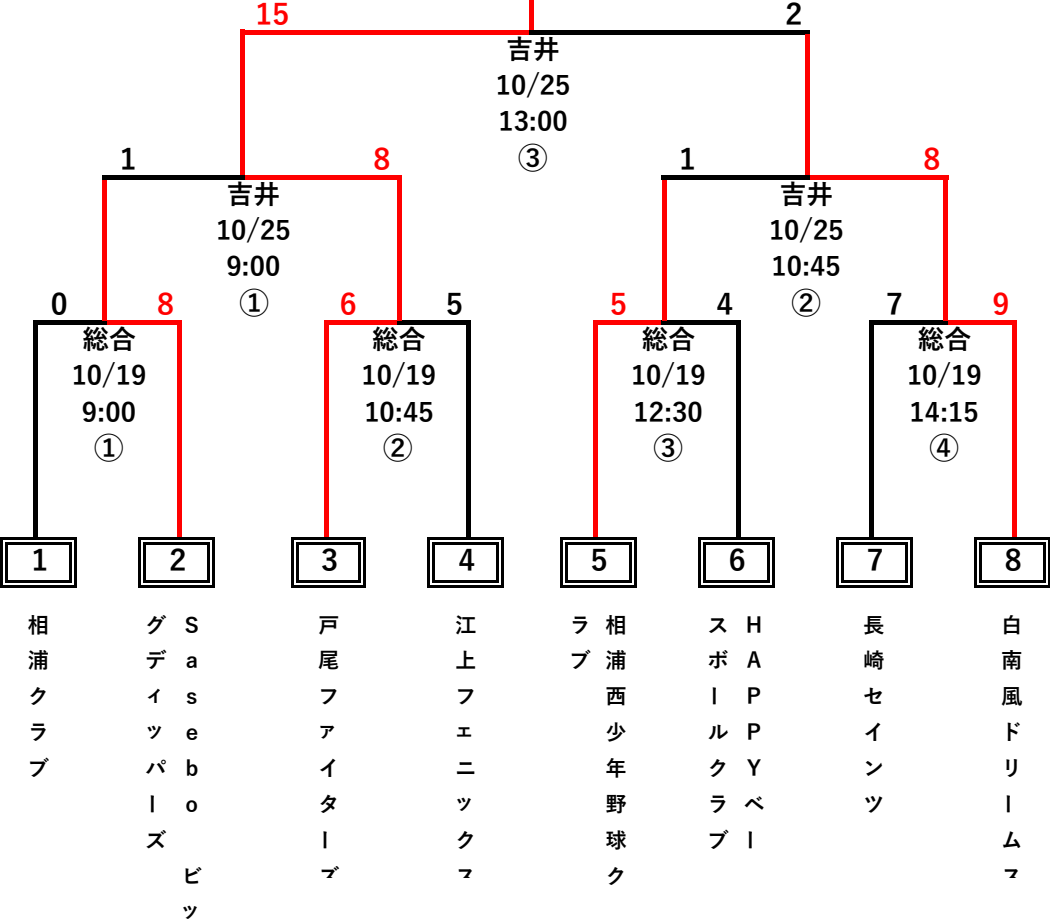 15
2
吉井
10/25
13:00
③
1
8
1
8
吉井
10/25
9:00
①
吉井
10/25
10:45
②
0
8
6
5
5
4
7
9
総合
10/19
9:00
①
総合
10/19
10:45
②
総合
10/19
12:30
③
総合
10/19
14:15
④
1
2
3
4
5
6
7
8
相浦クラブ
Sasebo ビッ
グディッパーズ
戸尾ファイターズ
江上フェニックス
相浦西少年野球ク
ラブ
HAPPYベー
スボールクラブ
長崎セインツ
白南風ドリームス